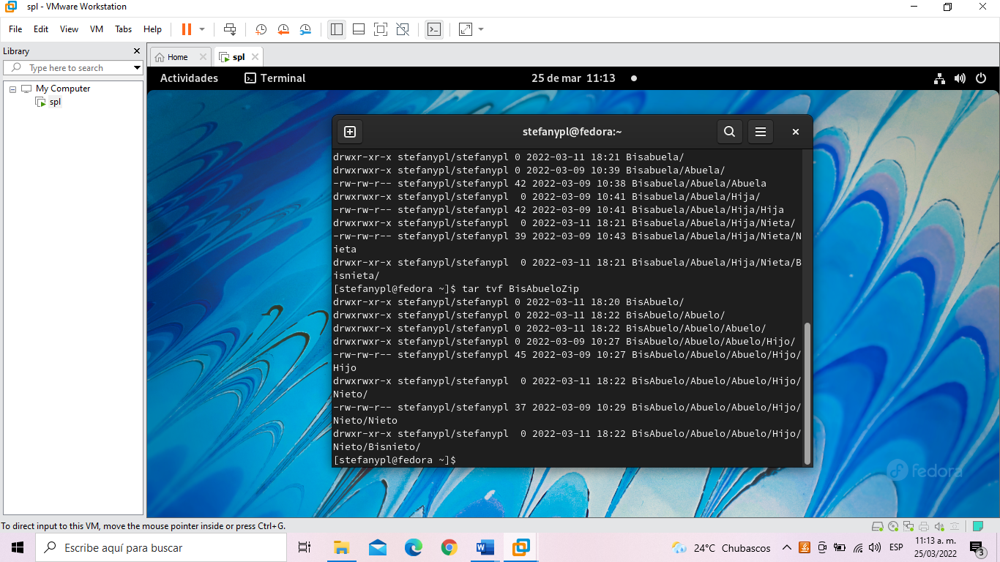 spl - VMware Workstation
File Edit View VM Tabs Help
Library
Type here to search
My Computer
spl
Home
spl
Actividades
Terminal
25 de mar 11:13
stefanypl@fedora:~
drwxr-xr-x stefanypl/stefanypl 0 2022-03-11 18:21 Bisabuela/
drwxrwxr-x stefanypl/stefanypl 0 2022-03-09 10:39 Bisabuela/Abuela/
-rw-rw-r-- stefanypl/stefanypl 42 2022-03-09 10:38 Bisabuela/Abuela/Abuela
drwxrwxr-x stefanypl/stefanypl  0 2022-03-09 10:41 Bisabuela/Abuela/Hija/
-rw-rw-r-- stefanypl/stefanypl 42 2022-03-09 10:41 Bisabuela/Abuela/Hija/Hija
drwxrwxr-x stefanypl/stefanypl  0 2022-03-11 18:21 Bisabuela/Abuela/Hija/Nieta/
-rw-rw-r-- stefanypl/stefanypl 39 2022-03-09 10:43 Bisabuela/Abuela/Hija/Nieta/N
ieta
drwxr-xr-x stefanypl/stefanypl  0 2022-03-11 18:21 Bisabuela/Abuela/Hija/Nieta/B
isnieta/
[stefanypl@fedora ~]$ tar tvf BisAbueloZip
drwxr-xr-x stefanypl/stefanypl 0 2022-03-11 18:20 BisAbuelo/
drwxrwxr-x stefanypl/stefanypl 0 2022-03-11 18:22 BisAbuelo/Abuelo/
drwxrwxr-x stefanypl/stefanypl 0 2022-03-11 18:22 BisAbuelo/Abuelo/Abuelo/
drwxrwxr-x stefanypl/stefanypl 0 2022-03-09 10:27 BisAbuelo/Abuelo/Abuelo/Hijo/
-rw-rw-r-- stefanypl/stefanypl 45 2022-03-09 10:27 BisAbuelo/Abuelo/Abuelo/Hijo/
Hijo
drwxrwxr-x stefanypl/stefanypl  0 2022-03-11 18:22 BisAbuelo/Abuelo/Abuelo/Hijo/
Nieto/
-rw-rw-r-- stefanypl/stefanypl 37 2022-03-09 10:29 BisAbuelo/Abuelo/Abuelo/Hijo/
Nieto/Nieto
drwxr-xr-x stefanypl/stefanypl  0 2022-03-11 18:22 BisAbuelo/Abuelo/Abuelo/Hijo/
Nieto/Bisnieto/
[stefanypl@fedora ~]$
fedora
To direct input to this VM, move the mouse pointer inside or press Ctrl+G.
Escribe aquí para buscar
24°C Chubascos
ESP
11:13 a. m.
25/03/2022
3